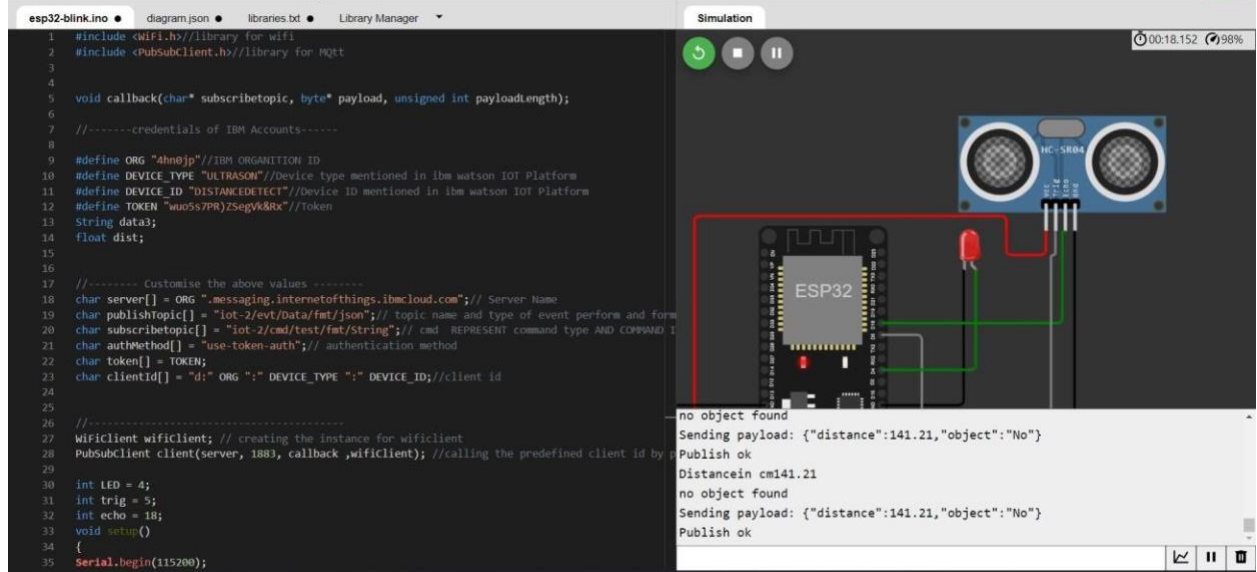 esp32-blink.ino ● diagram.json ● libraries.txt ● Library Manager
1 #include <WiFi.h>//library for wifi
2 #include <PubSubClient.h>//library for MQtt
3
4
5 void callback(char* subscribetopic, byte* payload, unsigned int payloadLength);
6
7 //-------credentials of IBM Accounts------
8
9 #define ORG "4hn0jp"//IBM ORGANITION ID
10 #define DEVICE_TYPE "ULTRASON"//Device type mentioned in ibm watson IOT Platform
11 #define DEVICE_ID "DISTANCEDETECT"//Device ID mentioned in ibm watson IOT Platform
12 #define TOKEN "wuo5s7PR)ZSegVk&Rx"//Token
13 String data3;
14 float dist;
15
16
17 //-------- Customise the above values --------
18 char server[] = ORG ".messaging.internetofthings.ibmcloud.com";// Server Name
19 char publishTopic[] = "iot-2/evt/Data/fmt/json";// topic name and type of event perform and form
20 char subscribetopic[] = "iot-2/cmd/test/fmt/String";// cmd REPRESENT command type AND COMMAND I
21 char authMethod[] = "use-token-auth";// authentication method
22 char token[] = TOKEN;
23 char clientId[] = "d:" ORG ":" DEVICE_TYPE ":" DEVICE_ID;//client id
24
25
26 //-----------------------------------------
27 WiFiClient wifiClient; // creating the instance for wificlient
28 PubSubClient client(server, 1883, callback ,wifiClient); //calling the predefined client id by p
29
30 int LED = 4;
31 int trig = 5;
32 int echo = 18;
33 void setup()
34 {
35 Serial.begin(115200);
Simulation
00:18.152 98%
HC-SR04
Vcc Trig Echo Gnd
ESP32
no object found
Sending payload: {"distance":141.21,"object":"No"}
Publish ok
Distancein cm141.21
no object found
Sending payload: {"distance":141.21,"object":"No"}
Publish ok